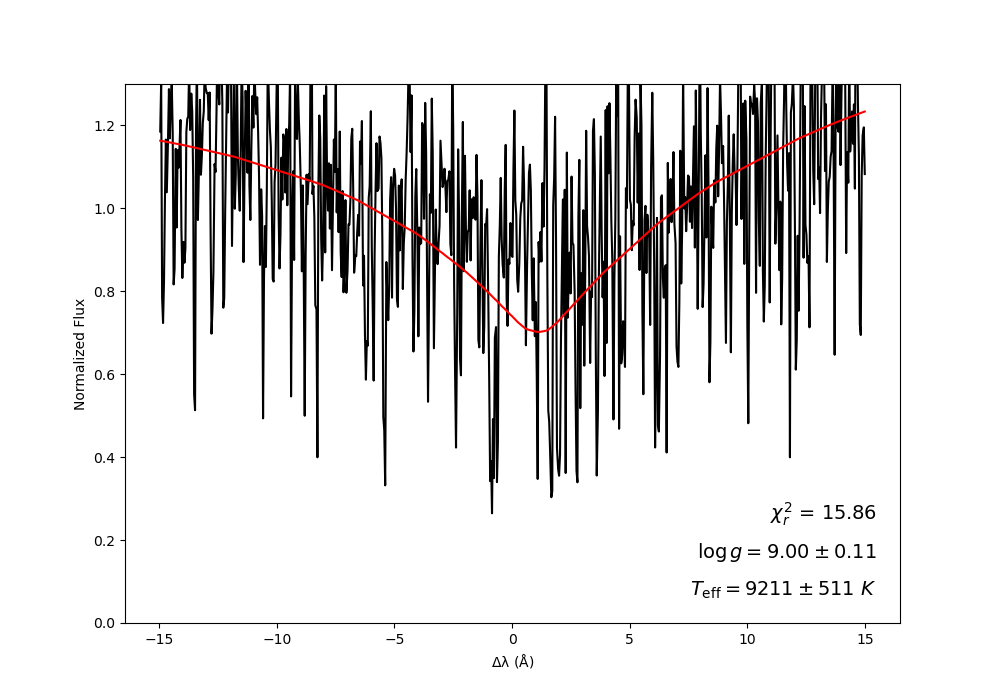 1.2
1.0
0.8
0.6
0.4
0.2
0.0
Normalized Flux
χ²ᵣ = 15.86
log g = 9.00 ± 0.11
T_eff = 9211 ± 511 K
−15 −10 −5 0 5 10 15
Δλ (Å)